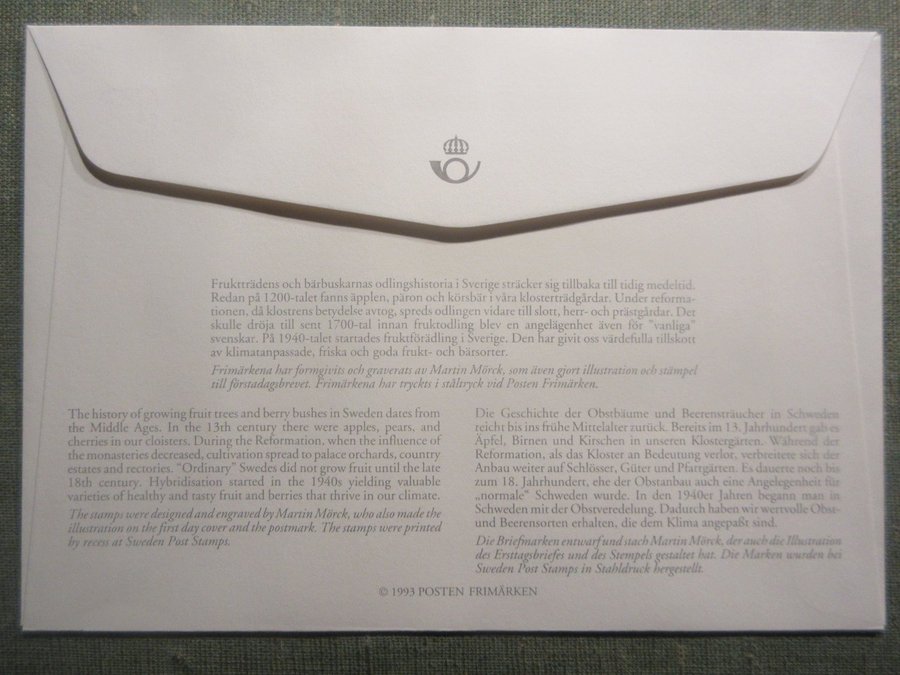 Fruktträdens och bärbuskarnas odlingshistoria i Sverige sträcker sig tillbaka till tidig medeltid.
Redan på 1200-talet fanns äpplen, päron och körsbär i våra klosterträdgårdar. Under reforma-
tionen, då klostrens betydelse avtog, spreds odlingen vidare till slott, herr- och prästgårdar. Det
skulle dröja till sent 1700-tal innan fruktodling blev en angelägenhet även för "vanliga"
svenskar. På 1940-talet startades fruktförädling i Sverige. Den har givit oss värdefulla tillskott
av klimatanpassade, friska och goda frukt- och bärsorter.
Frimärkena har formgivits och graverats av Martin Mörck, som även gjort illustration och stämpel
till förstadagsbrevet. Frimärkena har tryckts i ståltryck vid Posten Frimärken.
The history of growing fruit trees and berry bushes in Sweden dates from
the Middle Ages. In the 13th century there were apples, pears, and
cherries in our cloisters. During the Reformation, when the influence of
the monasteries decreased, cultivation spread to palace orchards, country
estates and rectories. “Ordinary” Swedes did not grow fruit until the late
18th century. Hybridisation started in the 1940s yielding valuable
varieties of healthy and tasty fruit and berries that thrive in our climate.
The stamps were designed and engraved by Martin Mörck, who also made the
illustration on the first day cover and the postmark. The stamps were printed
by recess at Sweden Post Stamps.
Die Geschichte der Obstbäume und Beerensträucher in Schweden
reicht bis ins frühe Mittelalter zurück. Bereits im 13. Jahrhundert gab es
Äpfel, Birnen und Kirschen in unseren Klostergärten. Während der
Reformation, als das Kloster an Bedeutung verlor, verbreitete sich der
Anbau weiter auf Schlösser, Güter und Pfarrgärten. Es dauerte noch bis
zum 18. Jahrhundert, ehe der Obstanbau auch eine Angelegenheit für
„normale” Schweden wurde. In den 1940er Jahren begann man in
Schweden mit der Obstveredelung. Dadurch haben wir wertvolle Obst-
und Beerensorten erhalten, die dem Klima angepaßt sind.
Die Briefmarken entwarf und stach Martin Mörck, der auch die Illustration
des Ersttagsbriefes und des Stempels gestaltet hat. Die Marken wurden bei
Sweden Post Stamps in Stahldruck hergestellt.
© 1993 POSTEN FRIMÄRKEN